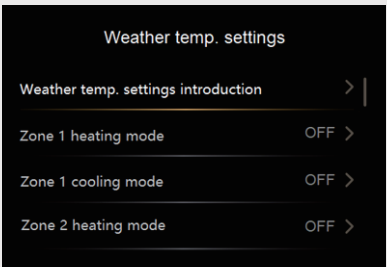 Weather temp. settings
Weather temp. settings introduction
Zone 1 heating mode OFF
Zone 1 cooling mode OFF
Zone 2 heating mode OFF